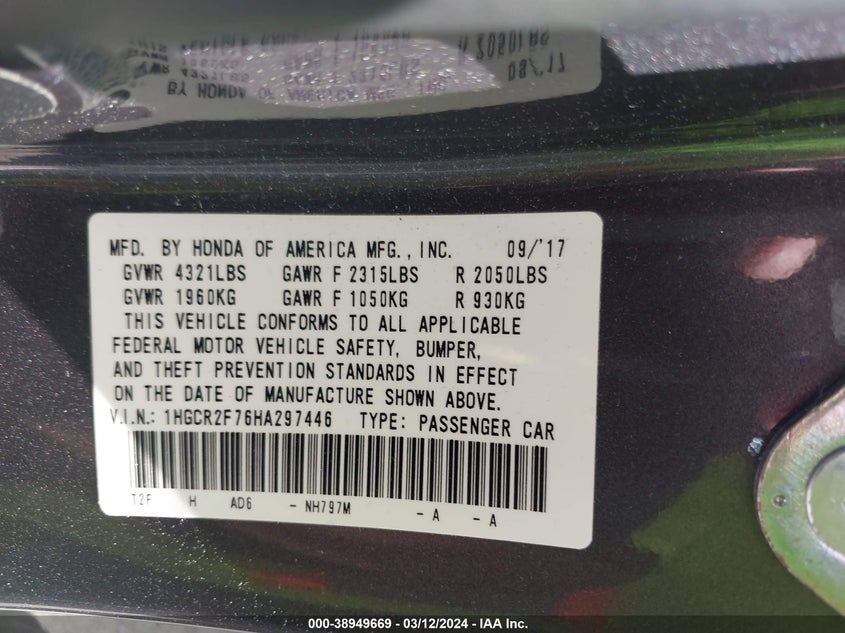 MFD. BY HONDA OF AMERICA MFG., INC. 09/'17
GVWR 4321LBS GAWR F 2315LBS R 2050LBS
GVWR 1960KG GAWR F 1050KG R 930KG
THIS VEHICLE CONFORMS TO ALL APPLICABLE
FEDERAL MOTOR VEHICLE SAFETY, BUMPER,
AND THEFT PREVENTION STANDARDS IN EFFECT
ON THE DATE OF MANUFACTURE SHOWN ABOVE.
V.I.N.: 1HGCR2F76HA297446 TYPE: PASSENGER CAR
T2F H AD6 - NH797M - A - A
000-38949669 - 03/12/2024 - IAA Inc.